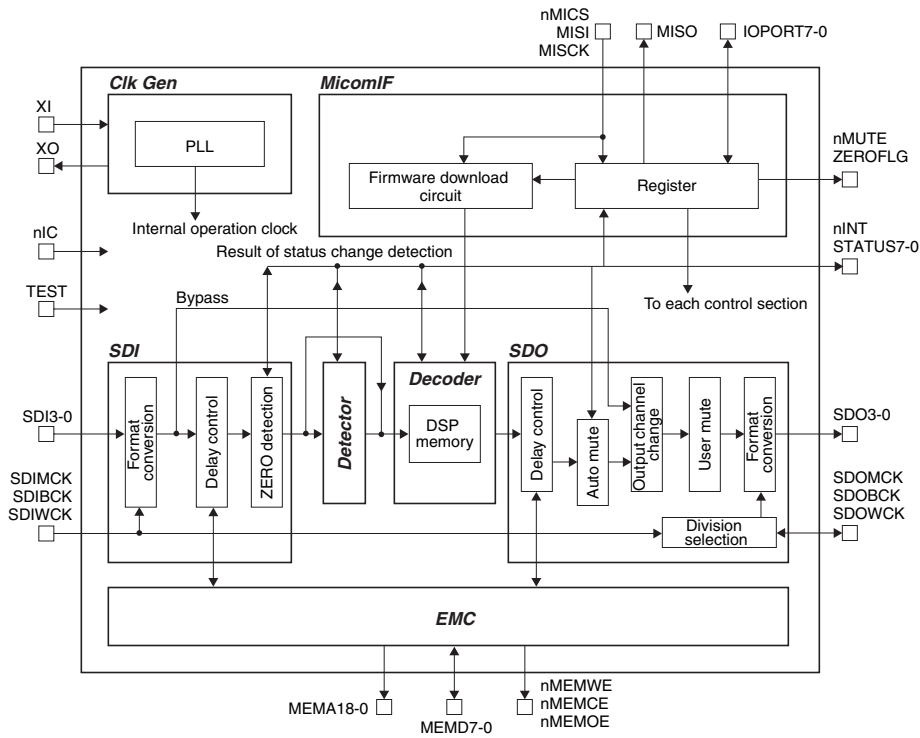 nMICS
MISI
MISCK
MISO
IOPORT7-0
Clk Gen
MicomIF
XI
PLL
XO
Firmware download
circuit
Register
nMUTE
ZEROFLG
Internal operation clock
nIC
Result of status change detection
nINT
STATUS7-0
TEST
Bypass
To each control section
SDI
SDO
Decoder
SDI3-0
Format
conversion
Delay control
ZERO detection
Detector
DSP
memory
Delay control
Auto mute
Output channel
change
User mute
Format
conversion
SDO3-0
SDIMCK
SDIBCK
SDIWCK
Division
selection
SDOMCK
SDOBCK
SDOWCK
EMC
MEMA18-0
MEMD7-0
nMEMWE
nMEMCE
nMEMOE